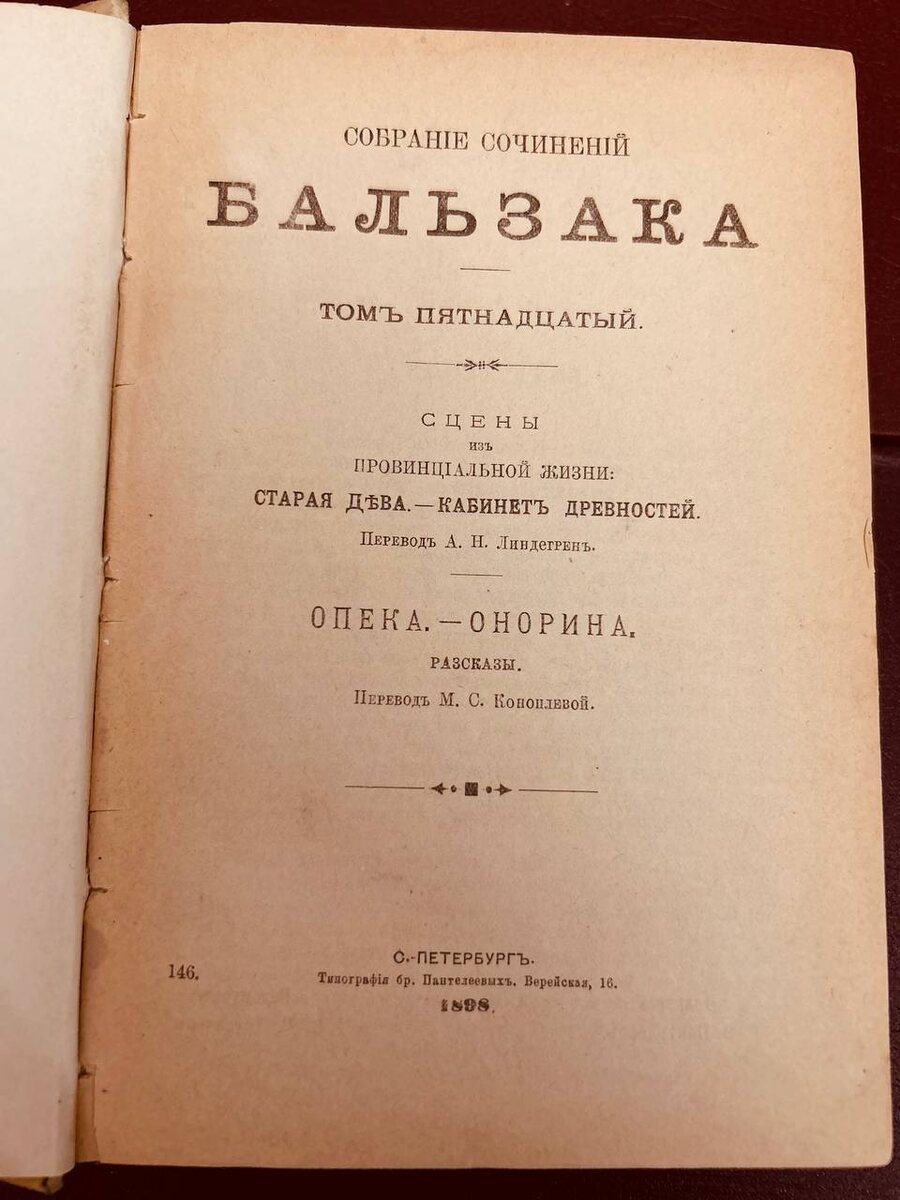 СОБРАНІЕ СОЧИНЕНІЙ
БАЛЬЗАКА
ТОМЪ ПЯТНАДЦАТЫЙ.
СЦЕНЫ
ИЗЪ
ПРОВИНЦІАЛЬНОЙ ЖИЗНИ:
СТАРАЯ ДѢВА.—КАБИНЕТЪ ДРЕВНОСТЕЙ.
Переводъ А. Н. Линдегренъ.
ОПЕКА.—ОНОРИНА.
РАЗСКАЗЫ.
Переводъ М. С. Коноплевой.
С.-ПЕТЕРБУРГЪ.
146.
Типографія бр. Пантелеевыхъ. Верейская, 16.
1898.